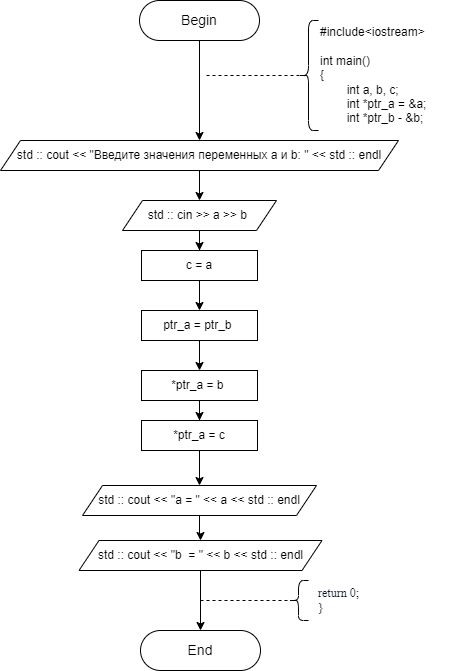 Begin
#include<iostream>
int main()
{
int a, b, c;
int *ptr_a = &a;
int *ptr_b - &b;
std :: cout << "Введите значения переменных a и b: " << std :: endl
std :: cin >> a >> b
c = a
ptr_a = ptr_b
*ptr_a = b
*ptr_a = c
std :: cout << "a = " << a << std :: endl
std :: cout << "b  = " << b << std :: endl
return 0;
}
End